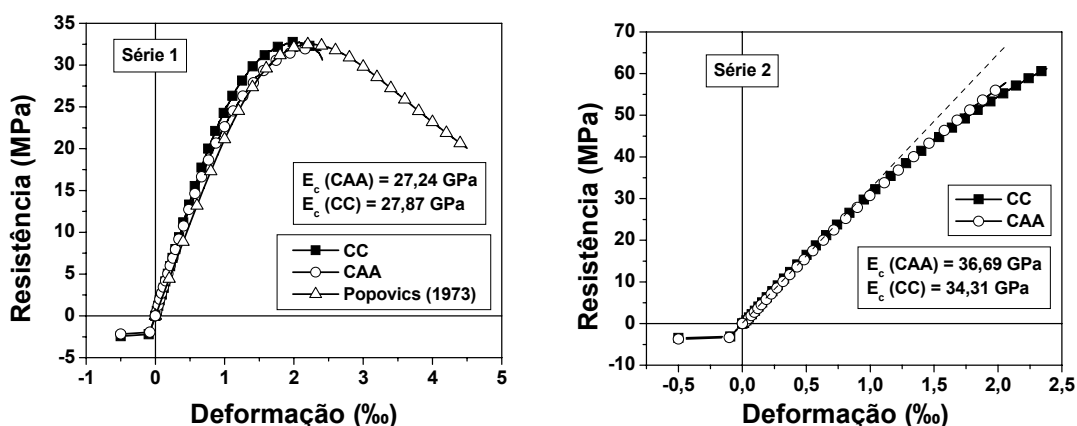 35
30
25
20
15
10
5
0
-5
-1
0
1
2
3
4
5
Resistência (MPa)
Deformação (‰)
Série 1
E_c (CAA) = 27,24 GPa
E_c (CC) = 27,87 GPa
CC
CAA
Popovics (1973)
70
60
50
40
30
20
10
0
-10
-0,5
0,0
0,5
1,0
1,5
2,0
2,5
Resistência (MPa)
Deformação (‰)
Série 2
CC
CAA
E_c (CAA) = 36,69 GPa
E_c (CC) = 34,31 GPa